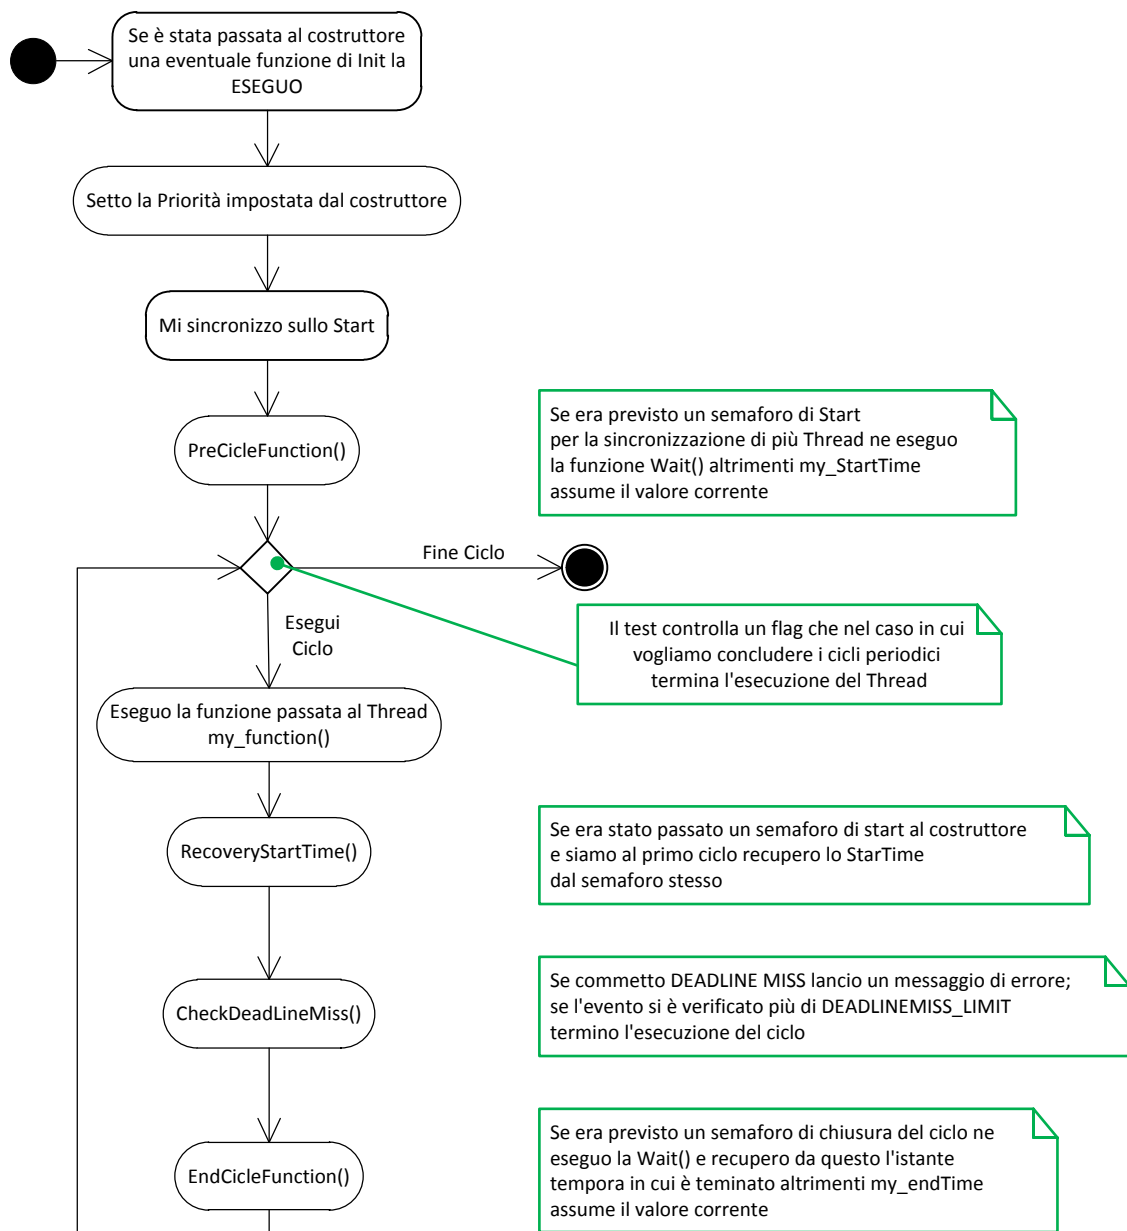 Se è stata passata al costruttore
una eventuale funzione di Init la
ESEGUO
Setto la Priorità impostata dal costruttore
Mi sincronizzo sullo Start
PreCicleFunction()
Se era previsto un semaforo di Start
per la sincronizzazione di più Thread ne eseguo
la funzione Wait() altrimenti my_StartTime
assume il valore corrente
Fine Ciclo
Esegui
Ciclo
Il test controlla un flag che nel caso in cui
vogliamo concludere i cicli periodici
termina l'esecuzione del Thread
Eseguo la funzione passata al Thread
my_function()
RecoveryStartTime()
Se era stato passato un semaforo di start al costruttore
e siamo al primo ciclo recupero lo StarTime
dal semaforo stesso
CheckDeadLineMiss()
Se commetto DEADLINE MISS lancio un messaggio di errore;
se l'evento si è verificato più di DEADLINEMISS_LIMIT
termino l'esecuzione del ciclo
EndCicleFunction()
Se era previsto un semaforo di chiusura del ciclo ne
eseguo la Wait() e recupero da questo l'istante
tempora in cui è teminato altrimenti my_endTime
assume il valore corrente